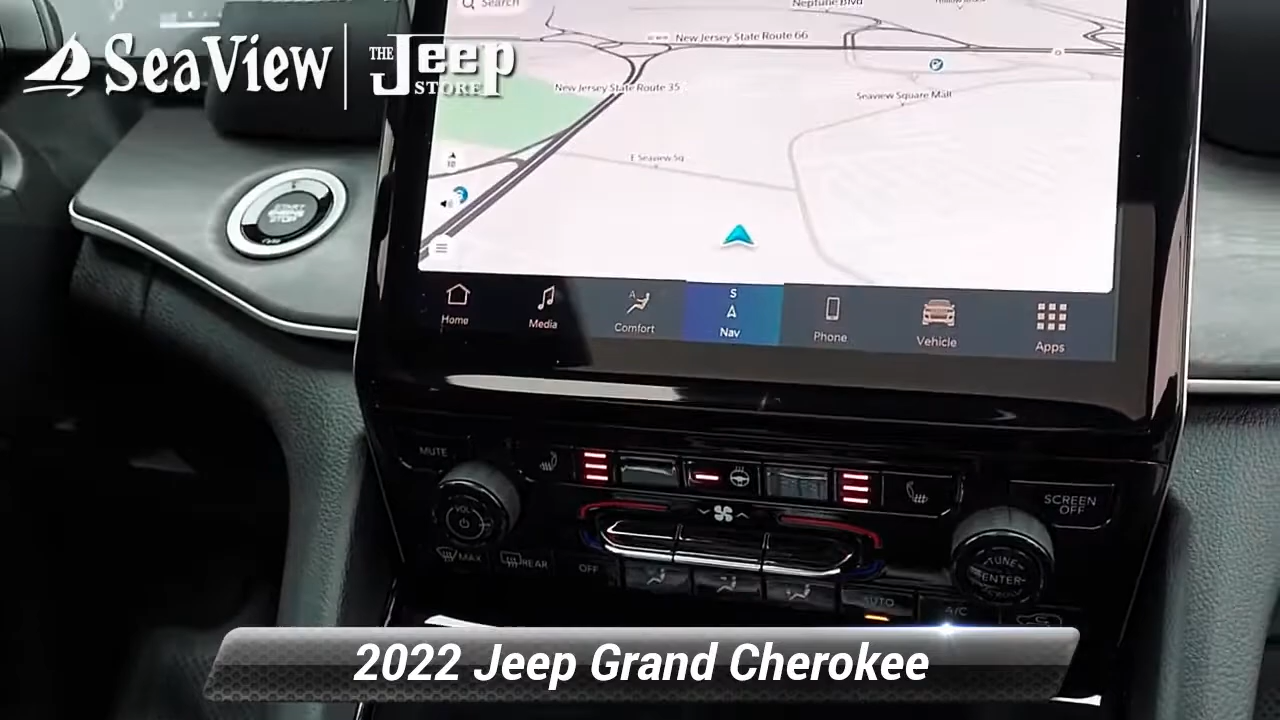 SeaView
THE Jeep STORE
Search
Neptune Blvd
New Jersey State Route 66
New Jersey State Route 35
Seaview Square Mall
E Seaview Sq
10
START
ENGINE
STOP
S
Home
Media
Comfort
Nav
Phone
Vehicle
Apps
MUTE
SCREEN
OFF
VOL
MAX
REAR
OFF
TUNE
ENTER
AUTO
A/C
2022 Jeep Grand Cherokee